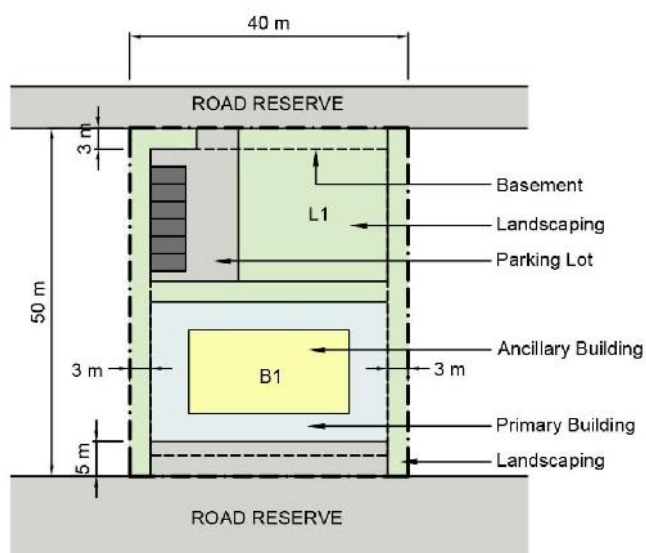 40 m
ROAD RESERVE
3 m
Basement
L1
Landscaping
Parking Lot
50 m
Ancillary Building
3 m
B1
3 m
Primary Building
5 m
Landscaping
ROAD RESERVE